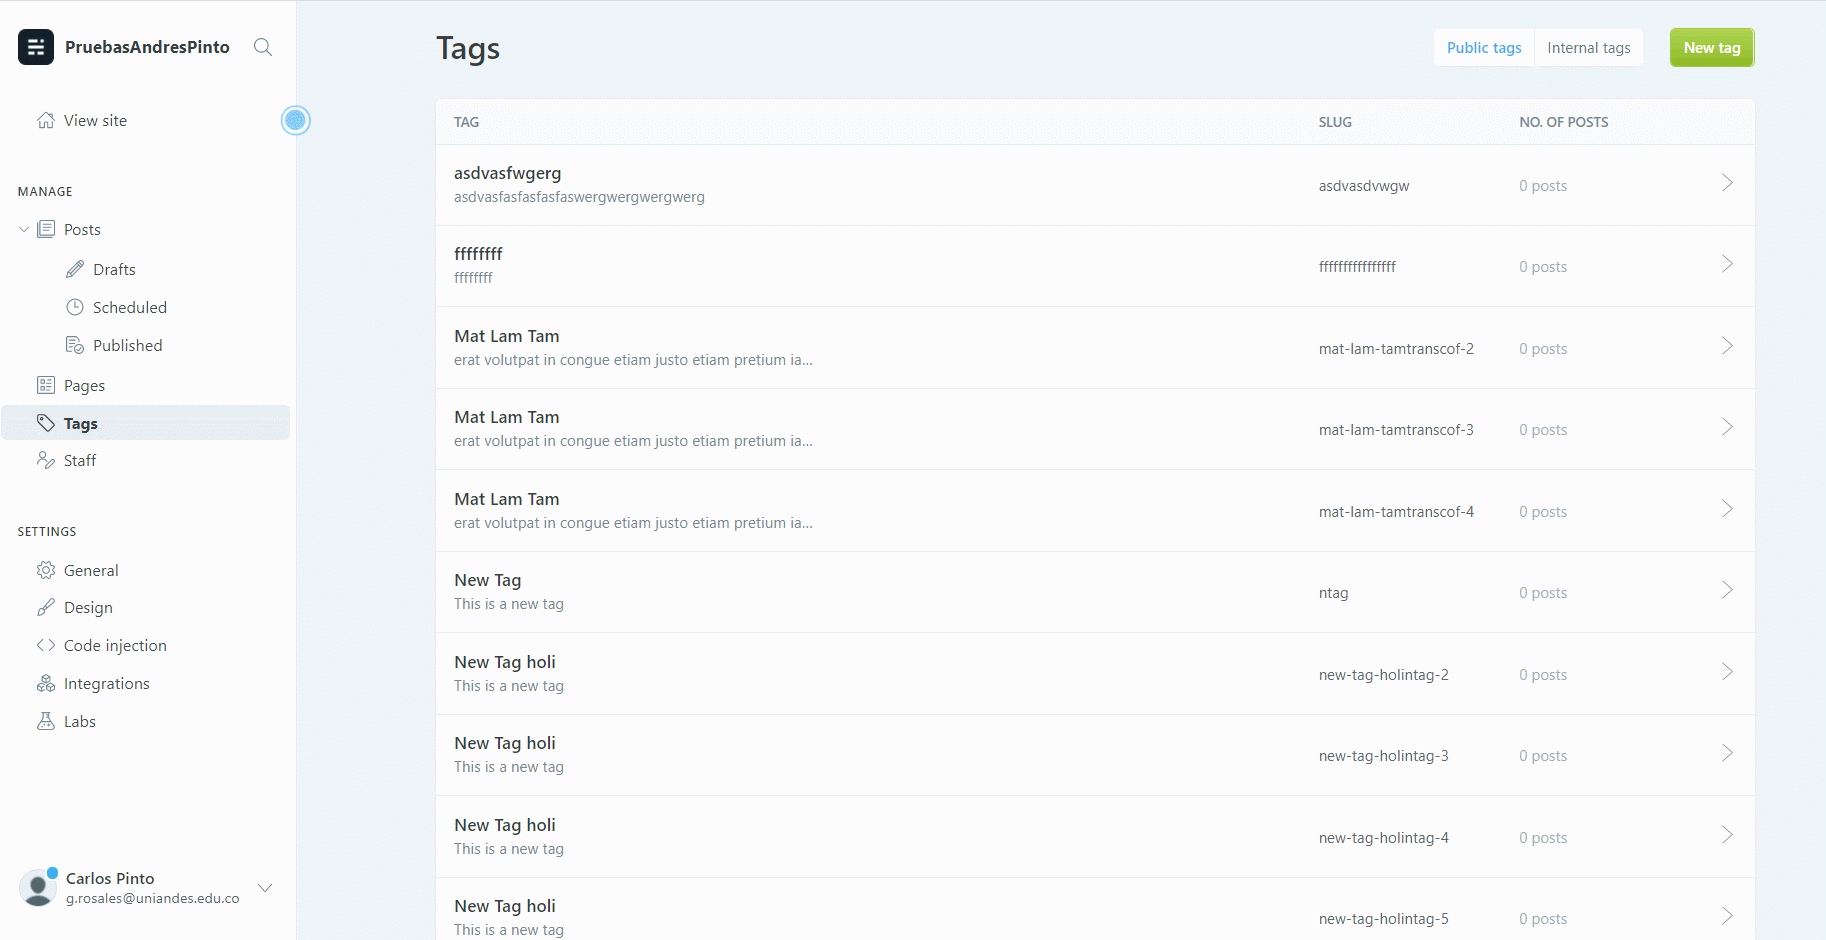 PruebasAndresPinto
View site
MANAGE
Posts
Drafts
Scheduled
Published
Pages
Tags
Staff
SETTINGS
General
Design
Code injection
Integrations
Labs
Carlos Pinto
g.rosales@uniandes.edu.co
Tags
Public tags
Internal tags
New tag
TAG SLUG NO. OF POSTS
asdvasfwgerg
asdvasfasfasfasfaswergwergwergwerg
asdvasdvwgw
0 posts
ffffffff
ffffffff
ffffffffffffffff
0 posts
Mat Lam Tam
erat volutpat in congue etiam justo etiam pretium ia...
mat-lam-tamtranscof-2
0 posts
Mat Lam Tam
erat volutpat in congue etiam justo etiam pretium ia...
mat-lam-tamtranscof-3
0 posts
Mat Lam Tam
erat volutpat in congue etiam justo etiam pretium ia...
mat-lam-tamtranscof-4
0 posts
New Tag
This is a new tag
ntag
0 posts
New Tag holi
This is a new tag
new-tag-holintag-2
0 posts
New Tag holi
This is a new tag
new-tag-holintag-3
0 posts
New Tag holi
This is a new tag
new-tag-holintag-4
0 posts
New Tag holi
This is a new tag
new-tag-holintag-5
0 posts